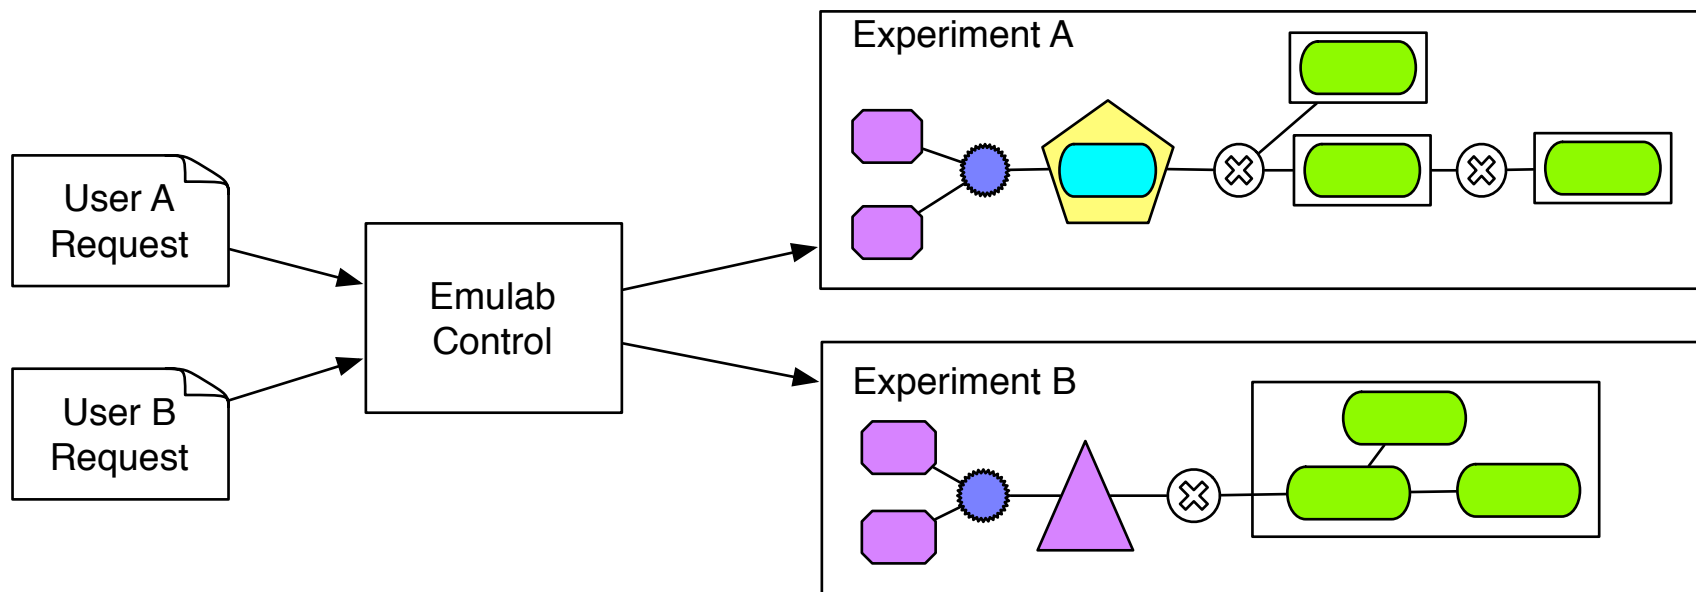 User A
Request
User B
Request
Emulab
Control
Experiment A
Experiment B